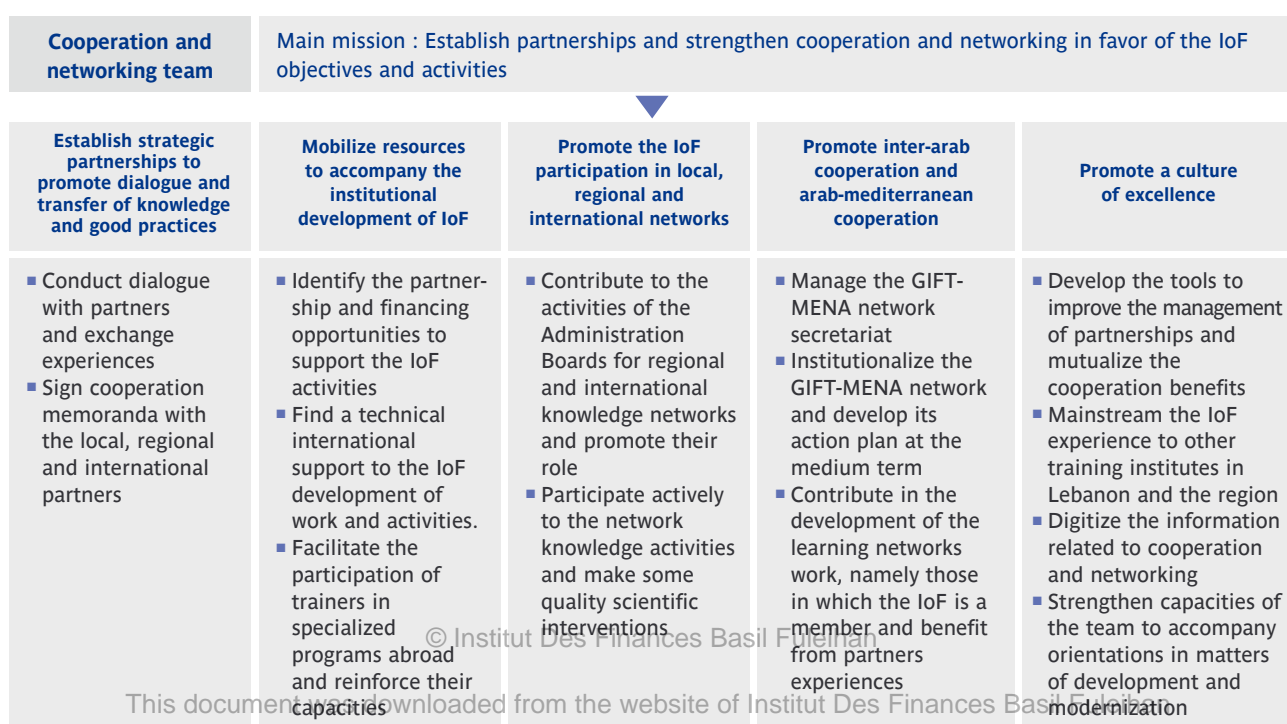 Cooperation and
networking team
Main mission : Establish partnerships and strengthen cooperation and networking in favor of the IoF
objectives and activities
Establish strategic
partnerships to
promote dialogue and
transfer of knowledge
and good practices
Mobilize resources
to accompany the
institutional
development of IoF
Promote the IoF
participation in local,
regional and
international networks
Promote inter-arab
cooperation and
arab-mediterranean
cooperation
Promote a culture
of excellence
■ Conduct dialogue
with partners
and exchange
experiences
■ Sign cooperation
memoranda with
the local, regional
and international
partners
■ Identify the partner-
ship and financing
opportunities to
support the IoF
activities
■ Find a technical
international
support to the IoF
development of
work and activities.
■ Facilitate the
participation of
trainers in
specialized
programs abroad
and reinforce their
capacities
■ Contribute to the
activities of the
Administration
Boards for regional
and international
knowledge networks
and promote their
role
■ Participate actively
to the network
knowledge activities
and make some
quality scientific
interventions
■ Manage the GIFT-
MENA network
secretariat
■ Institutionalize the
GIFT-MENA network
and develop its
action plan at the
medium term
■ Contribute in the
development of the
learning networks
work, namely those
in which the IoF is a
member and benefit
from partners
experiences
■ Develop the tools to
improve the management
of partnerships and
mutualize the
cooperation benefits
■ Mainstream the IoF
experience to other
training institutes in
Lebanon and the region
■ Digitize the information
related to cooperation
and networking
■ Strengthen capacities of
the team to accompany
orientations in matters
of development and
modernization
© Institut Des Finances Basil Fuleihan
This document was downloaded from the website of Institut Des Finances Basil Fuleihan